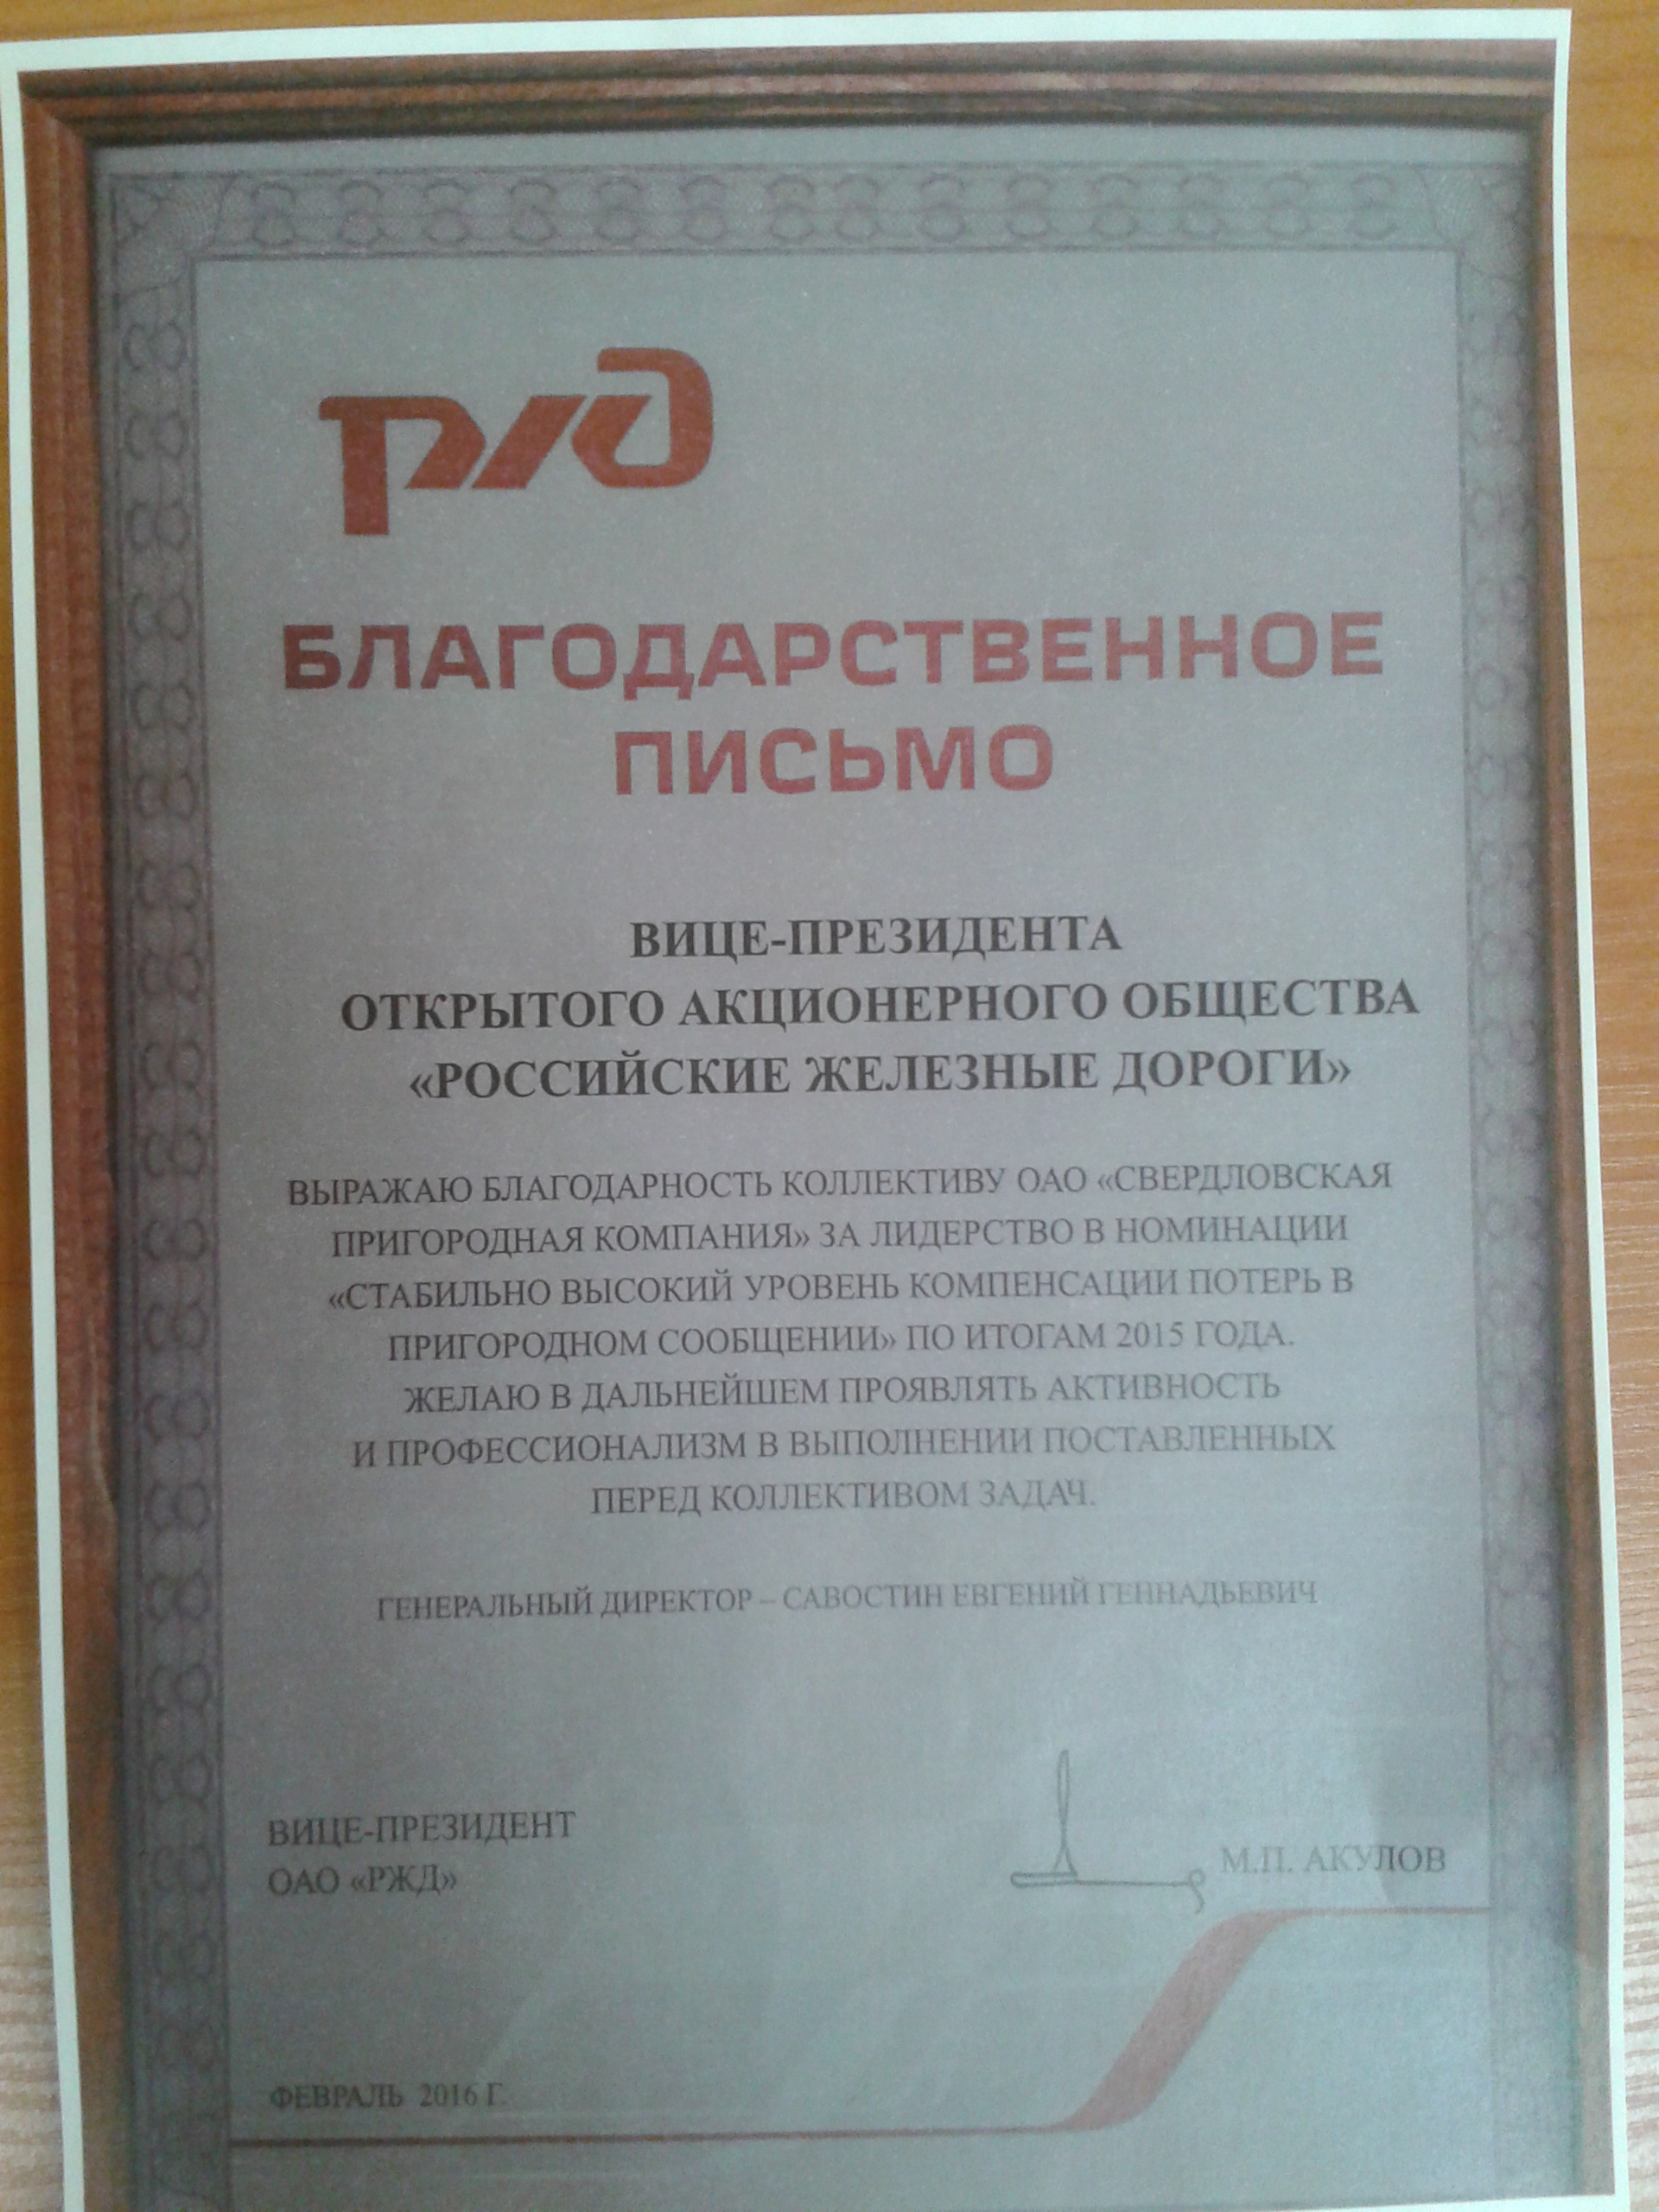 РЖД
БЛАГОДАРСТВЕННОЕ
ПИСЬМО
ВИЦЕ-ПРЕЗИДЕНТА
ОТКРЫТОГО АКЦИОНЕРНОГО ОБЩЕСТВА
«РОССИЙСКИЕ ЖЕЛЕЗНЫЕ ДОРОГИ»
ВЫРАЖАЮ БЛАГОДАРНОСТЬ КОЛЛЕКТИВУ ОАО «СВЕРДЛОВСКАЯ
ПРИГОРОДНАЯ КОМПАНИЯ» ЗА ЛИДЕРСТВО В НОМИНАЦИИ
«СТАБИЛЬНО ВЫСОКИЙ УРОВЕНЬ КОМПЕНСАЦИИ ПОТЕРЬ В
ПРИГОРОДНОМ СООБЩЕНИИ» ПО ИТОГАМ 2015 ГОДА.
ЖЕЛАЮ В ДАЛЬНЕЙШЕМ ПРОЯВЛЯТЬ АКТИВНОСТЬ
И ПРОФЕССИОНАЛИЗМ В ВЫПОЛНЕНИИ ПОСТАВЛЕННЫХ
ПЕРЕД КОЛЛЕКТИВОМ ЗАДАЧ.
ГЕНЕРАЛЬНЫЙ ДИРЕКТОР – САВОСТИН ЕВГЕНИЙ ГЕННАДЬЕВИЧ
ВИЦЕ-ПРЕЗИДЕНТ
ОАО «РЖД»
М.П. АКУЛОВ
ФЕВРАЛЬ 2016 Г.